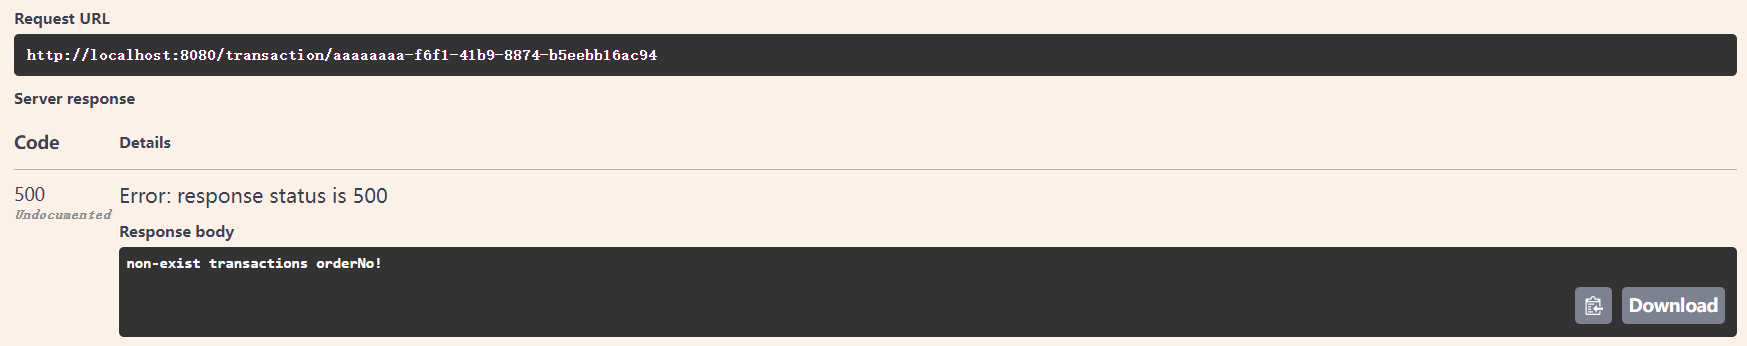 Request URL
http://localhost:8080/transaction/aaaaaaaa-f6f1-41b9-8874-b5eebb16ac94
Server response
Code Details
500 Error: response status is 500
Undocumented
Response body
non-exist transactions orderNo!
Download